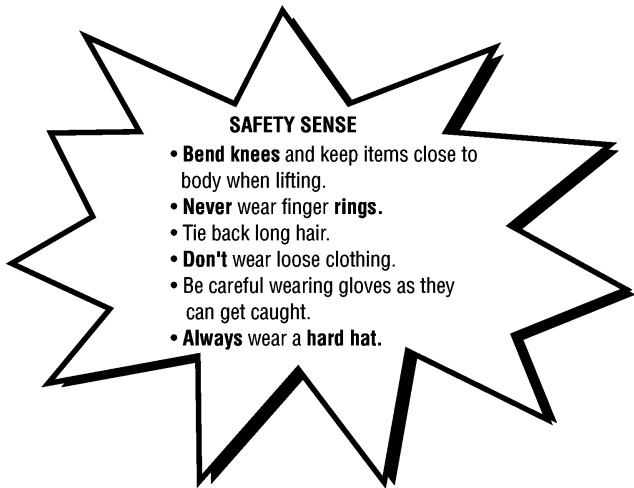 SAFETY SENSE
• Bend knees and keep items close to
body when lifting.
• Never wear finger rings.
• Tie back long hair.
• Don't wear loose clothing.
• Be careful wearing gloves as they
can get caught.
• Always wear a hard hat.